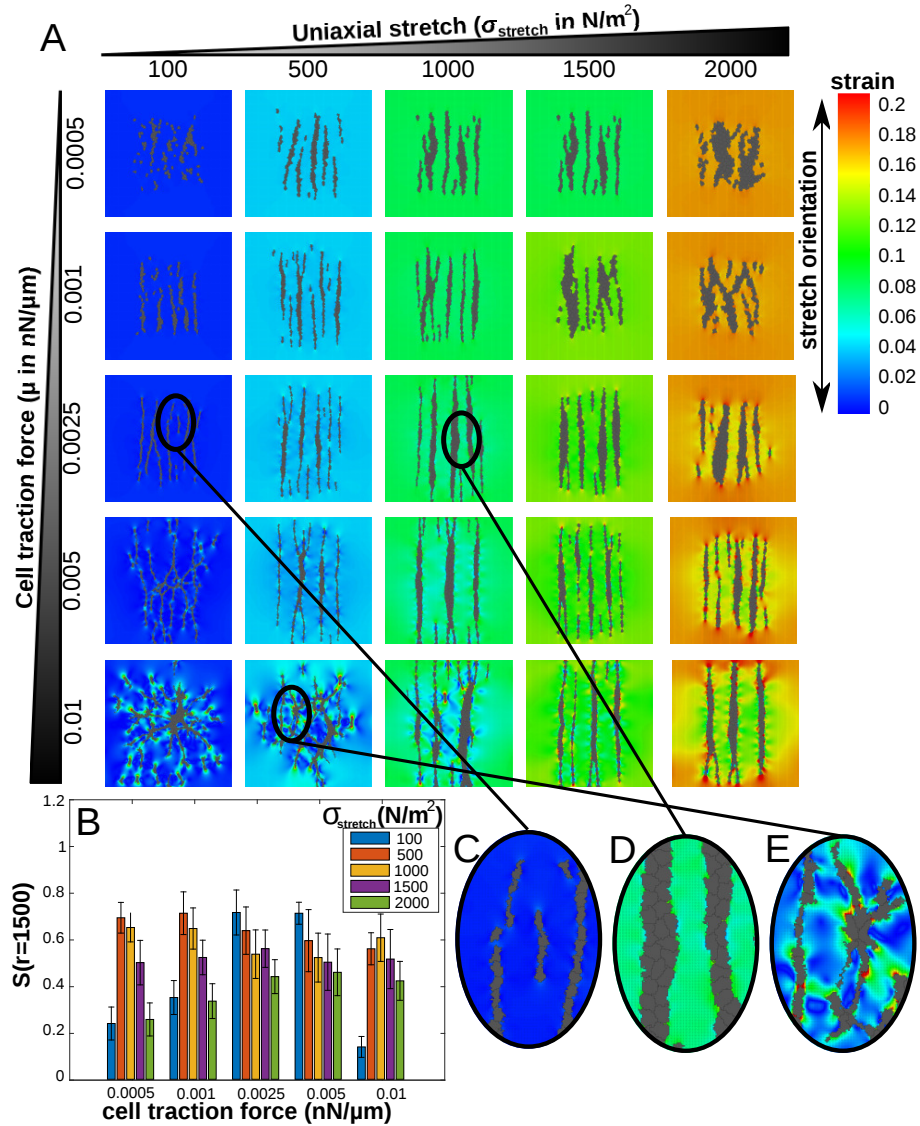 A
Uniaxial stretch (σstretch in N/m²)
100 500 1000 1500 2000
Cell traction force (μ in nN/μm)
0.0005
0.001
0.0025
0.005
0.01
strain
0.2
0.18
0.16
0.14
0.12
0.1
0.08
0.06
0.04
0.02
0
stretch orientation
B
σstretch(N/m²)
100
500
1000
1500
2000
S(r=1500)
1.2
1
0.8
0.6
0.4
0.2
0
0.0005 0.001 0.0025 0.005 0.01
cell traction force (nN/μm)
C
D
E